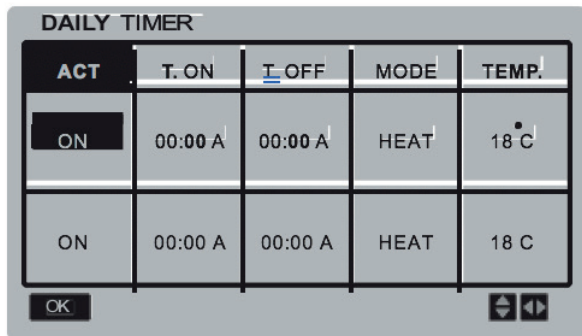 DAILY TIMER
ACT T. ON T OFF MODE TEMP.
ON 00:00 A 00:00 A HEAT 18 C
ON 00:00 A 00:00 A HEAT 18 C
OK